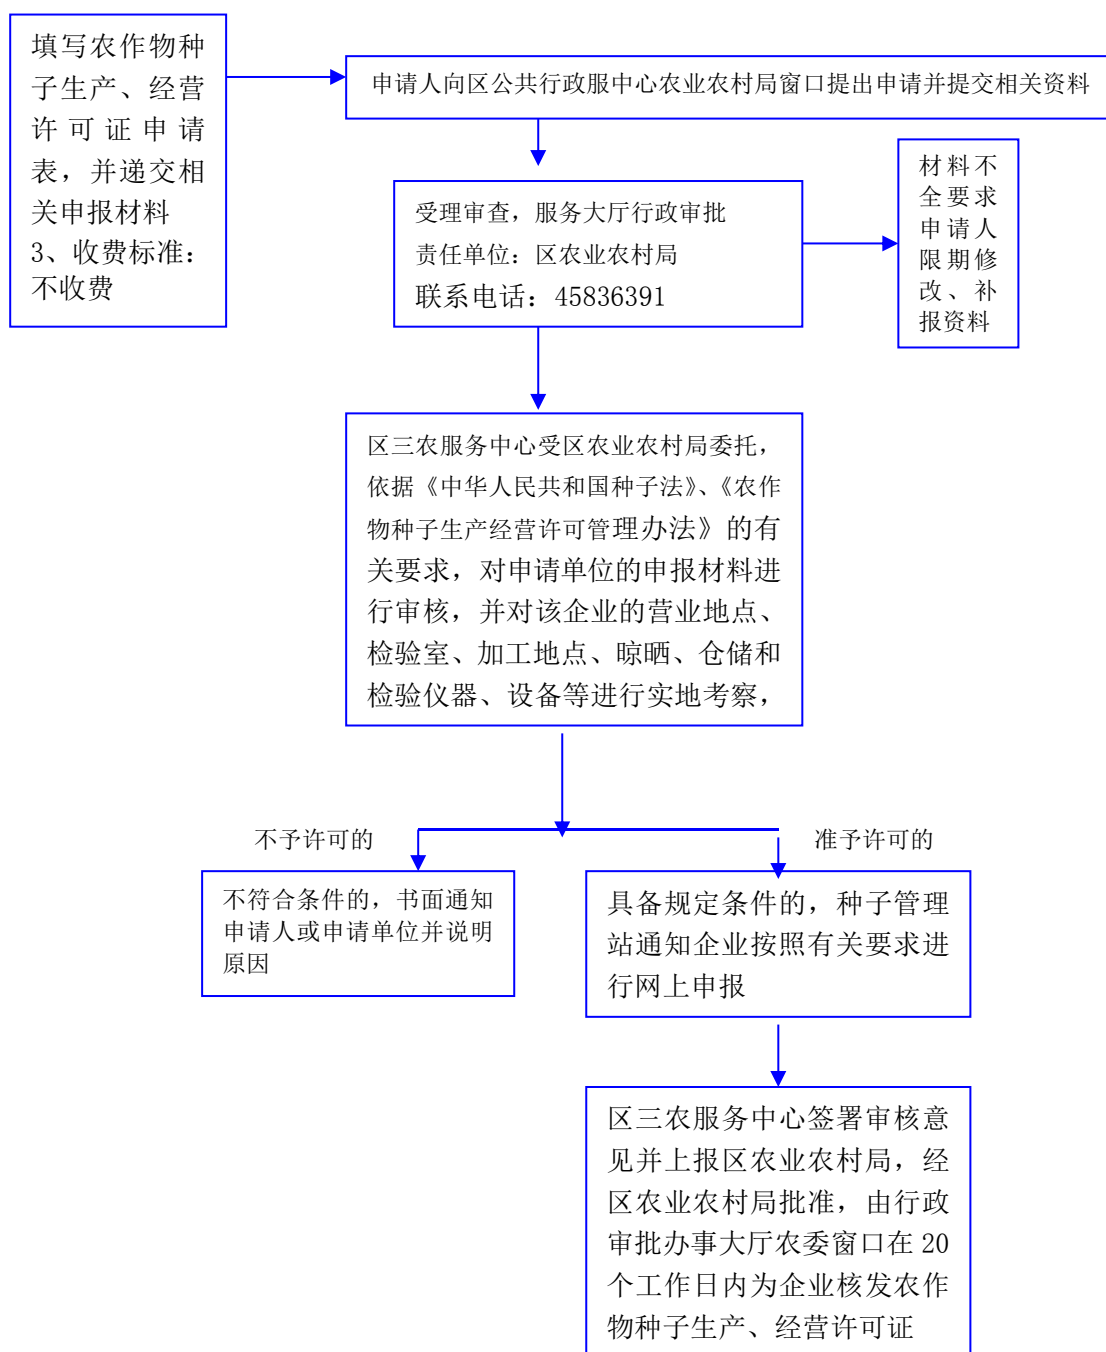 填写农作物种
子生产、经营
许可证申请
表，并递交相
关申报材料
3、收费标准：
不收费
申请人向区公共行政服中心农业农村局窗口提出申请并提交相关资料
受理审查，服务大厅行政审批
责任单位：区农业农村局
联系电话：45836391
材料不
全要求
申请人
限期修
改、补
报资料
区三农服务中心受区农业农村局委托，
依据《中华人民共和国种子法》、《农作
物种子生产经营许可管理办法》的有
关要求，对申请单位的申报材料进
行审核，并对该企业的营业地点、
检验室、加工地点、晾晒、仓储和
检验仪器、设备等进行实地考察，
不予许可的
准予许可的
不符合条件的，书面通知
申请人或申请单位并说明
原因
具备规定条件的，种子管理
站通知企业按照有关要求进
行网上申报
区三农服务中心签署审核意
见并上报区农业农村局，经
区农业农村局批准，由行政
审批办事大厅农委窗口在 20
个工作日内为企业核发农作
物种子生产、经营许可证